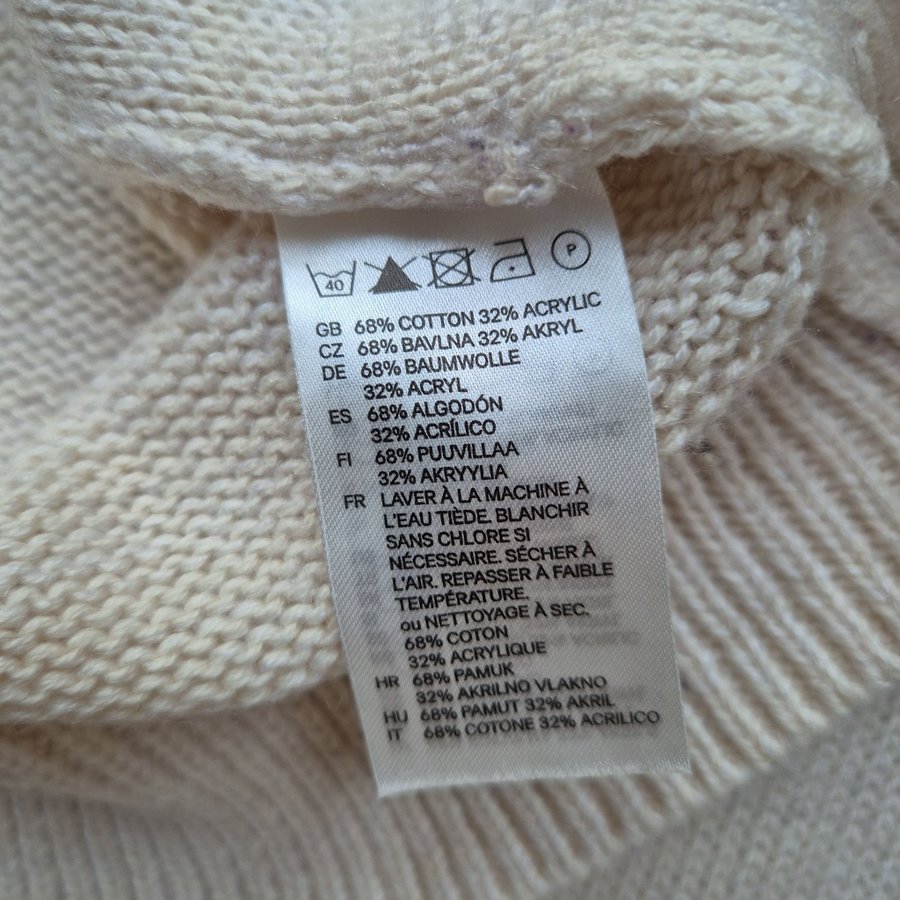 40 P
GB 68% COTTON 32% ACRYLIC
CZ 68% BAVLNA 32% AKRYL
DE 68% BAUMWOLLE
32% ACRYL
ES 68% ALGODÓN
32% ACRÍLICO
FI 68% PUUVILLAA
32% AKRYYLIA
FR LAVER À LA MACHINE À
L'EAU TIÈDE. BLANCHIR
SANS CHLORE SI
NÉCESSAIRE. SÉCHER À
L'AIR. REPASSER À FAIBLE
TEMPÉRATURE.
ou NETTOYAGE À SEC.
68% COTON
32% ACRYLIQUE
HR 68% PAMUK
32% AKRILNO VLAKNO
HU 68% PAMUT 32% AKRIL
IT 68% COTONE 32% ACRILICO